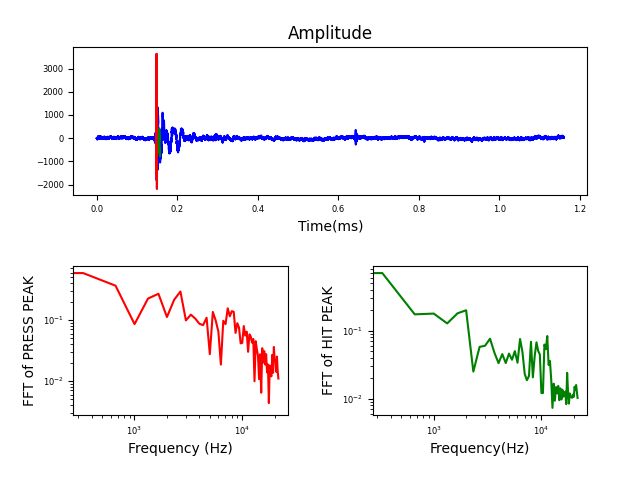 Amplitude
3000
2000
1000
0
−1000
−2000
0.0 0.2 0.4 0.6 0.8 1.0 1.2
Time(ms)
FFT of PRESS PEAK
10⁻¹
10⁻²
10³ 10⁴
Frequency (Hz)
FFT of HIT PEAK
10⁻¹
10⁻²
10³ 10⁴
Frequency(Hz)